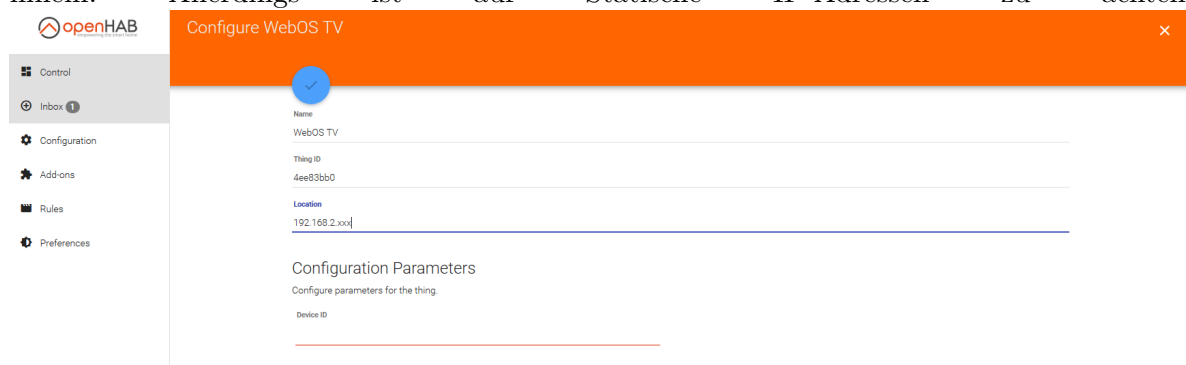 Allerdings ist auf Statische IP-Adressen zu achten
openHAB
empowering the smart home
Configure WebOS TV
Control
Inbox 1
Configuration
Add-ons
Rules
Preferences
Name
WebOS TV
Thing ID
4ee83bb0
Location
192.168.2.xxx
Configuration Parameters
Configure parameters for the thing.
Device ID